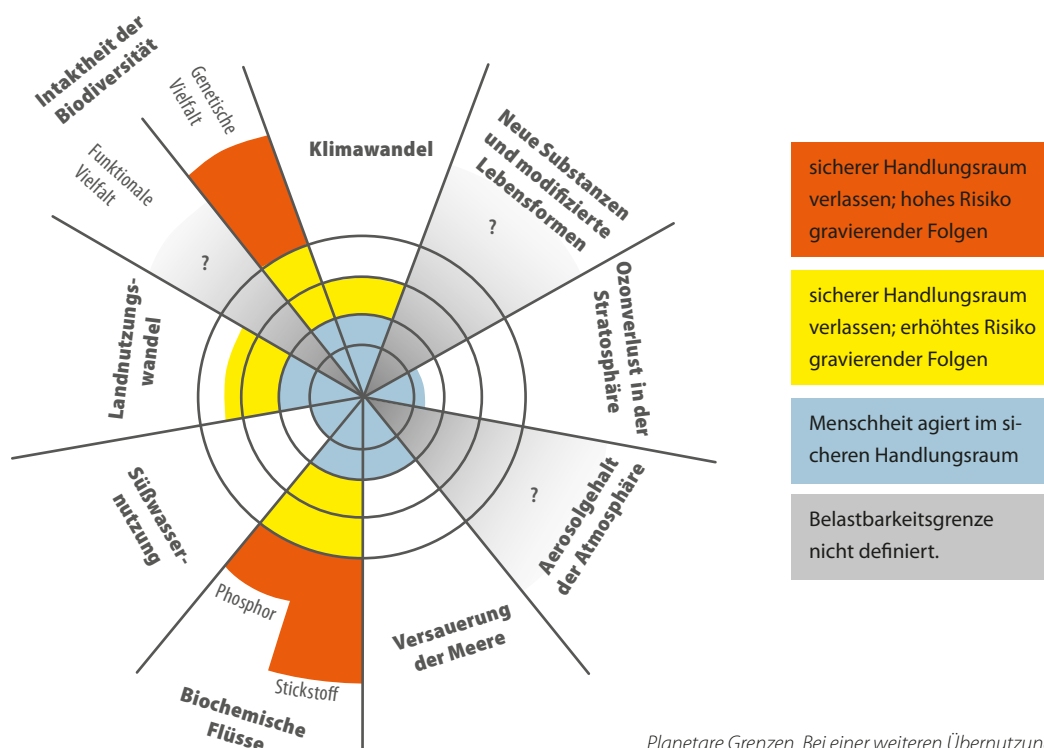 Intaktheit der
Biodiversität
Genetische
Vielfalt
Funktionale
Vielfalt
?
Klimawandel
Neue Substanzen
und modifizierte
Lebensformen
?
Ozonverlust in der
Stratosphäre
Aerosolgehalt
der Atmosphäre
?
Versauerung
der Meere
Biochemische
Flüsse
Phosphor
Stickstoff
Süßwasser-
nutzung
Landnutzungs-
wandel
sicherer Handlungsraum
verlassen; hohes Risiko
gravierender Folgen
sicherer Handlungsraum
verlassen; erhöhtes Risiko
gravierender Folgen
Menschheit agiert im si-
cheren Handlungsraum
Belastbarkeitsgrenze
nicht definiert.
Planetare Grenzen. Bei einer weiteren Übernutzun